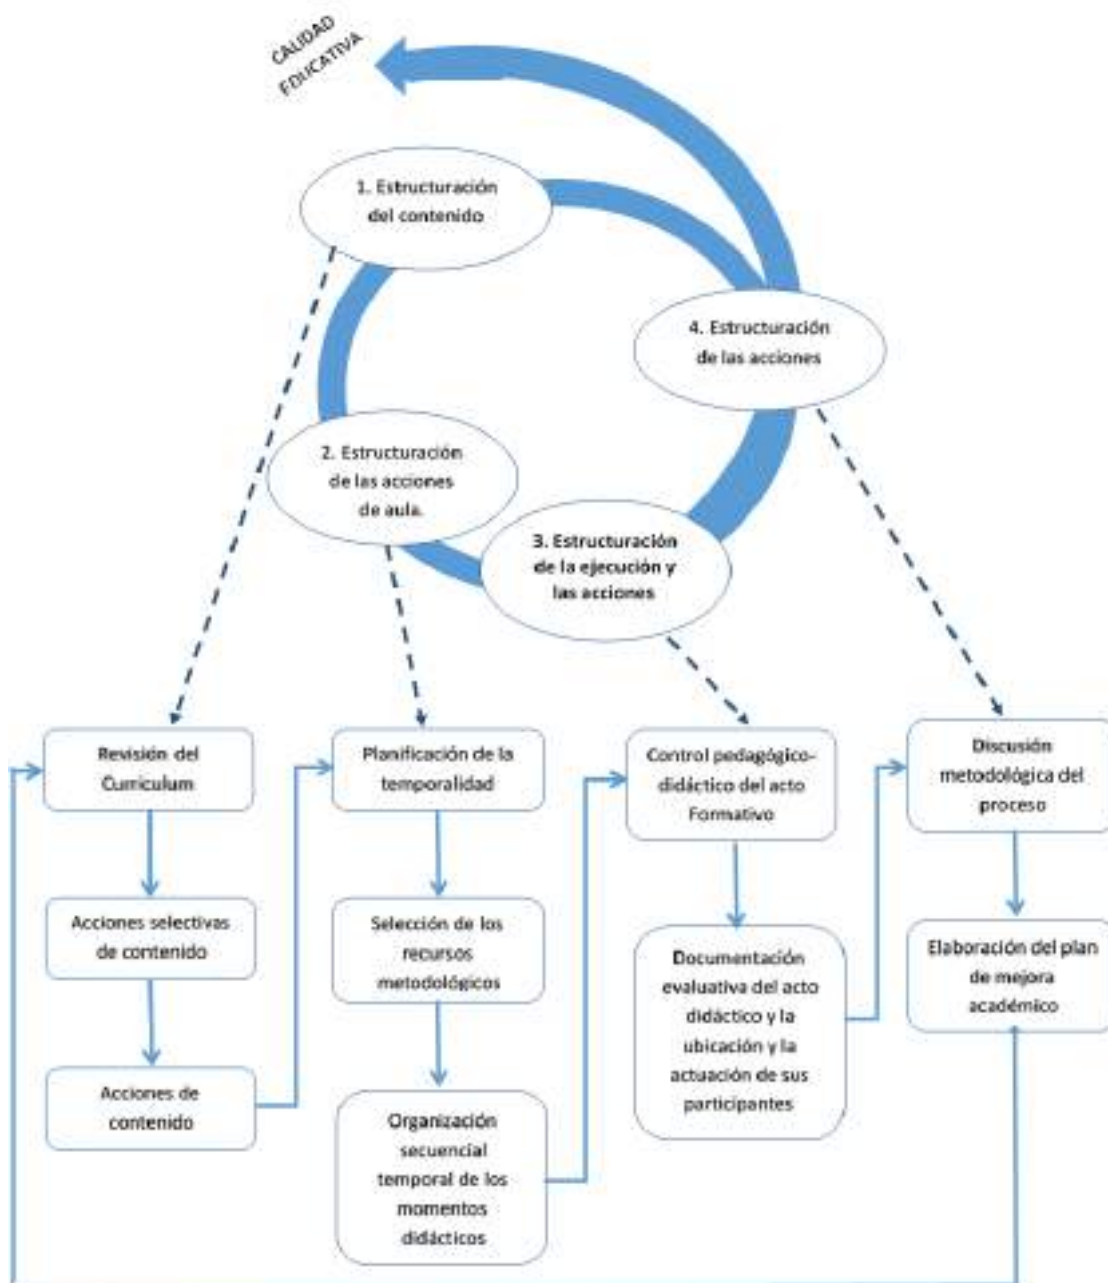 CALIDAD
EDUCATIVA
1. Estructuración
del contenido
4. Estructuración
de las acciones
2. Estructuración
de las acciones
de aula.
3. Estructuración
de la ejecución y
las acciones
Revisión del
Curriculum
Planificación de la
temporalidad
Control pedagógico-
didáctico del acto
Formativo
Discusión
metodológica del
proceso
Acciones selectivas
de contenido
Selección de los
recursos
metodológicos
Documentación
evaluativa del acto
didáctico y la
ubicación y la
actuación de sus
participantes
Elaboración del plan
de mejora
académico
Acciones de
contenido
Organización
secuencial
temporal de los
momentos
didácticos